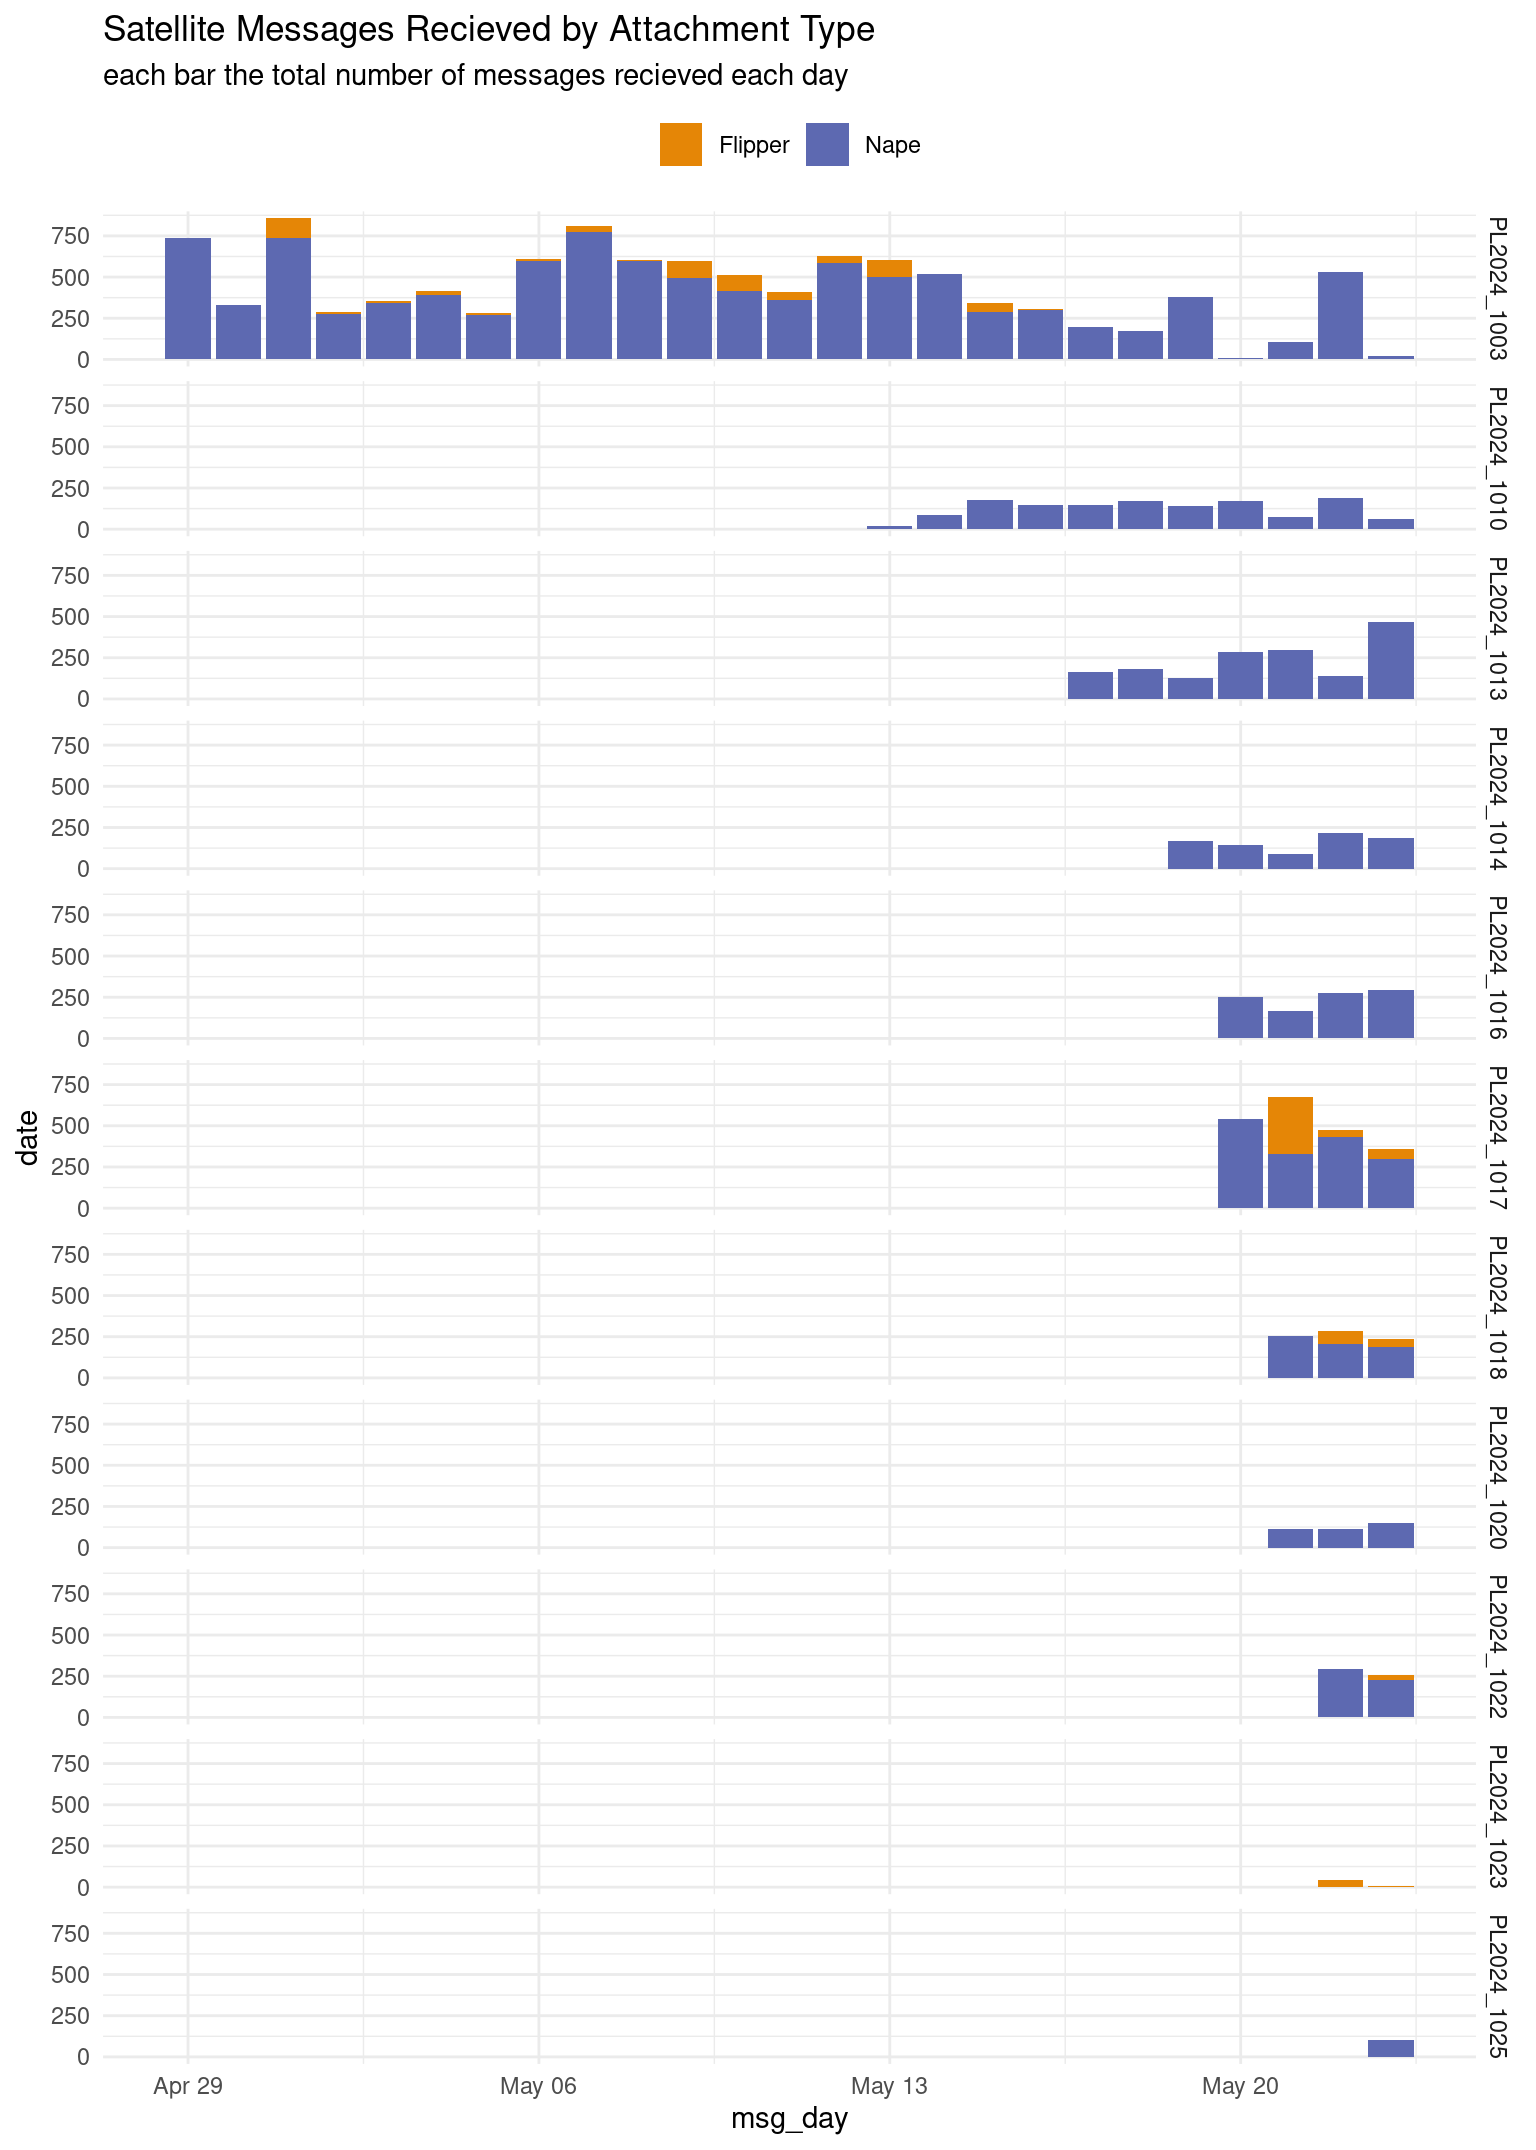 Satellite Messages Recieved by Attachment Type
each bar the total number of messages recieved each day
Flipper Nape
750
500
250
0
PL2024_1003
750
500
250
0
PL2024_1010
750
500
250
0
PL2024_1013
750
500
250
0
PL2024_1014
750
500
250
0
PL2024_1016
date
750
500
250
0
PL2024_1017
750
500
250
0
PL2024_1018
750
500
250
0
PL2024_1020
750
500
250
0
PL2024_1022
750
500
250
0
PL2024_1023
750
500
250
0
PL2024_1025
Apr 29 May 06 May 13 May 20
msg_day